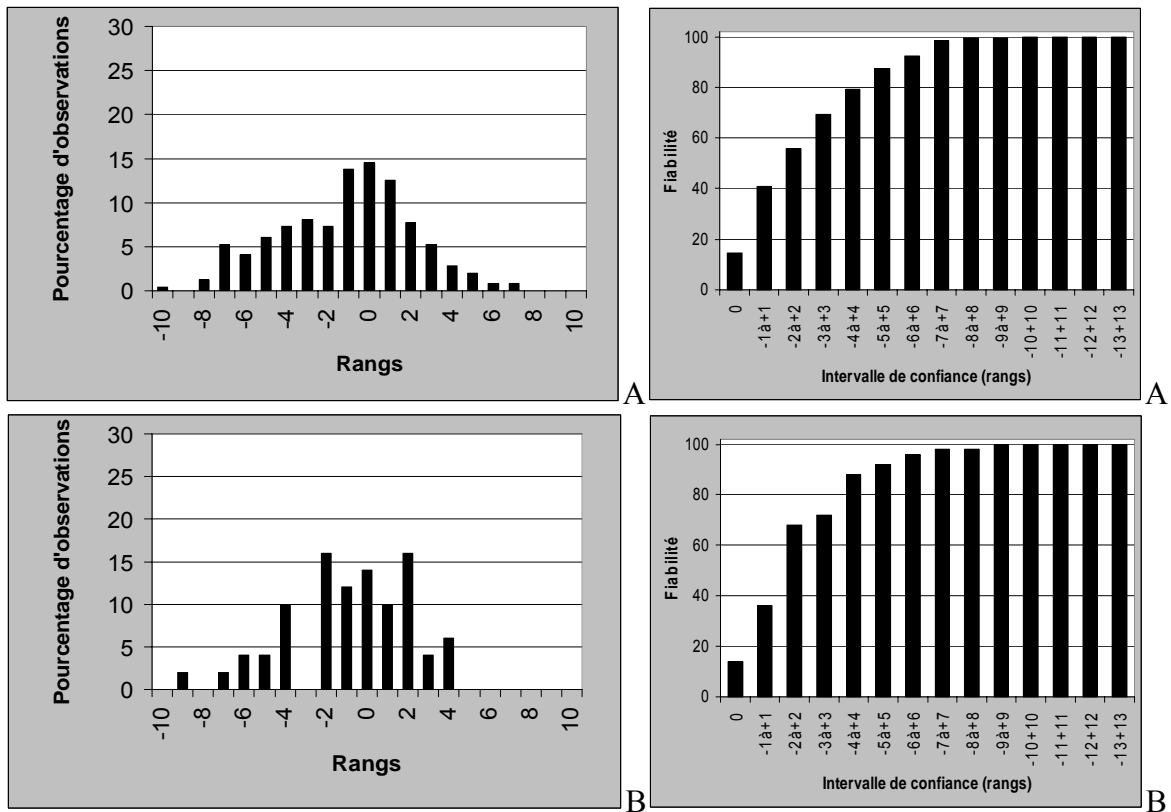 Pourcentage d'observations
30
25
20
15
10
5
0
-10
-8
-6
-4
-2
0
2
4
6
8
10
Rangs
A
Fiabilité
100
80
60
40
20
0
0
-1à+1
-2à+2
-3à+3
-4à+4
-5à+5
-6à+6
-7à+7
-8à+8
-9à+9
-10+10
-11+11
-12+12
-13+13
Intervalle de confiance (rangs)
A
Pourcentage d'observations
30
25
20
15
10
5
0
-10
-8
-6
-4
-2
0
2
4
6
8
10
Rangs
B
Fiabilité
100
80
60
40
20
0
0
-1à+1
-2à+2
-3à+3
-4à+4
-5à+5
-6à+6
-7à+7
-8à+8
-9à+9
-10+10
-11+11
-12+12
-13+13
Intervalle de confiance (rangs)
B